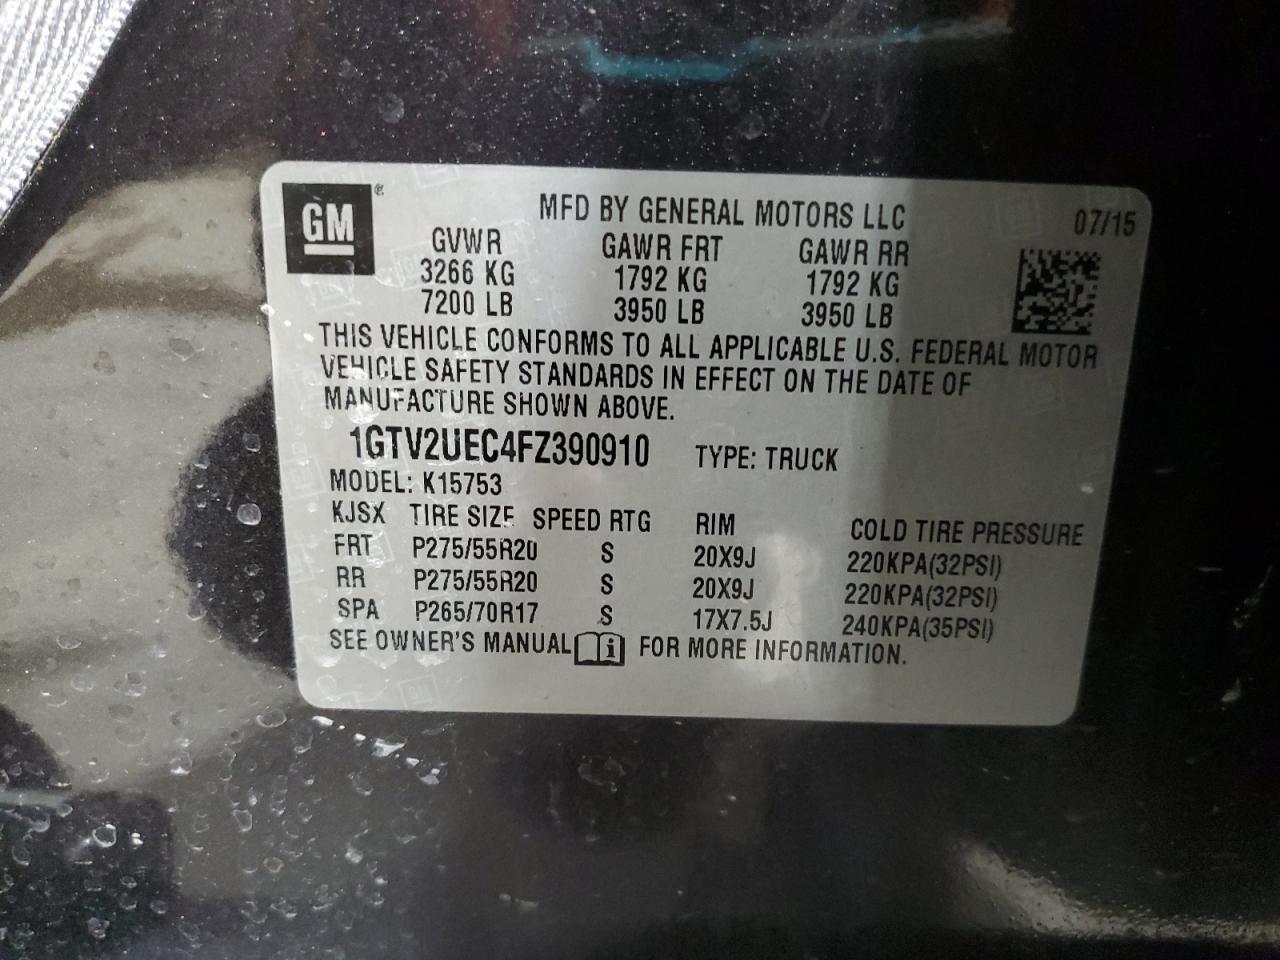 GM
MFD BY GENERAL MOTORS LLC 07/15
GVWR GAWR FRT GAWR RR
3266 KG 1792 KG 1792 KG
7200 LB 3950 LB 3950 LB
THIS VEHICLE CONFORMS TO ALL APPLICABLE U.S. FEDERAL MOTOR
VEHICLE SAFETY STANDARDS IN EFFECT ON THE DATE OF
MANUFACTURE SHOWN ABOVE.
1GTV2UEC4FZ390910 TYPE: TRUCK
MODEL: K15753
KJSX TIRE SIZE SPEED RTG RIM COLD TIRE PRESSURE
FRT P275/55R20 S 20X9J 220KPA(32PSI)
RR P275/55R20 S 20X9J 220KPA(32PSI)
SPA P265/70R17 S 17X7.5J 240KPA(35PSI)
SEE OWNER'S MANUAL i FOR MORE INFORMATION.